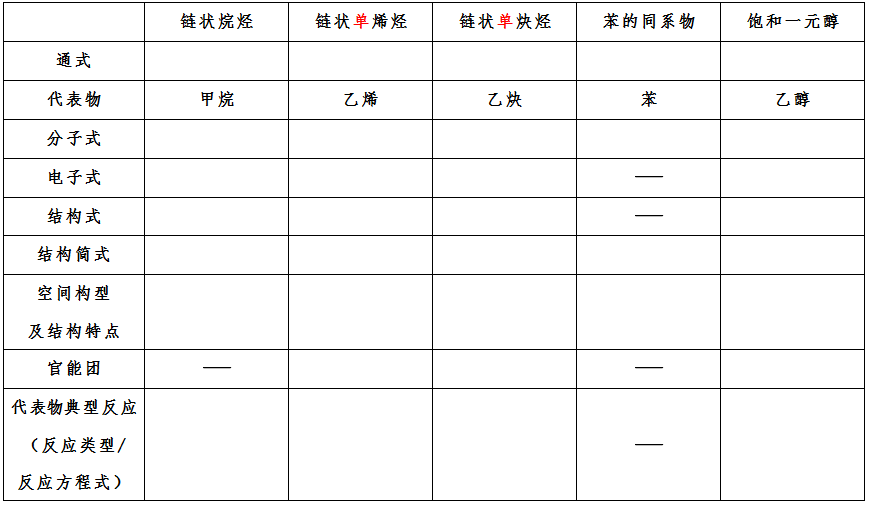 链状烷烃 链状单烯烃 链状单炔烃 苯的同系物 饱和一元醇
通式
代表物 甲烷 乙烯 乙炔 苯 乙醇
分子式
电子式 —
结构式 —
结构简式
空间构型
及结构特点
官能团 — —
代表物典型反应
（反应类型/ —
反应方程式）